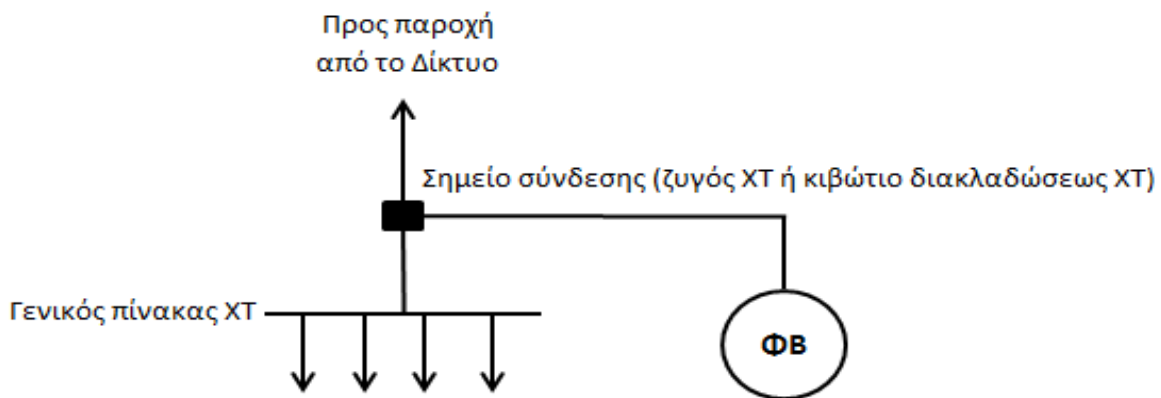 Προς παροχή
από το Δίκτυο
Σημείο σύνδεσης (ζυγός ΧΤ ή κιβώτιο διακλαδώσεως ΧΤ)
Γενικός πίνακας ΧΤ
ΦΒ